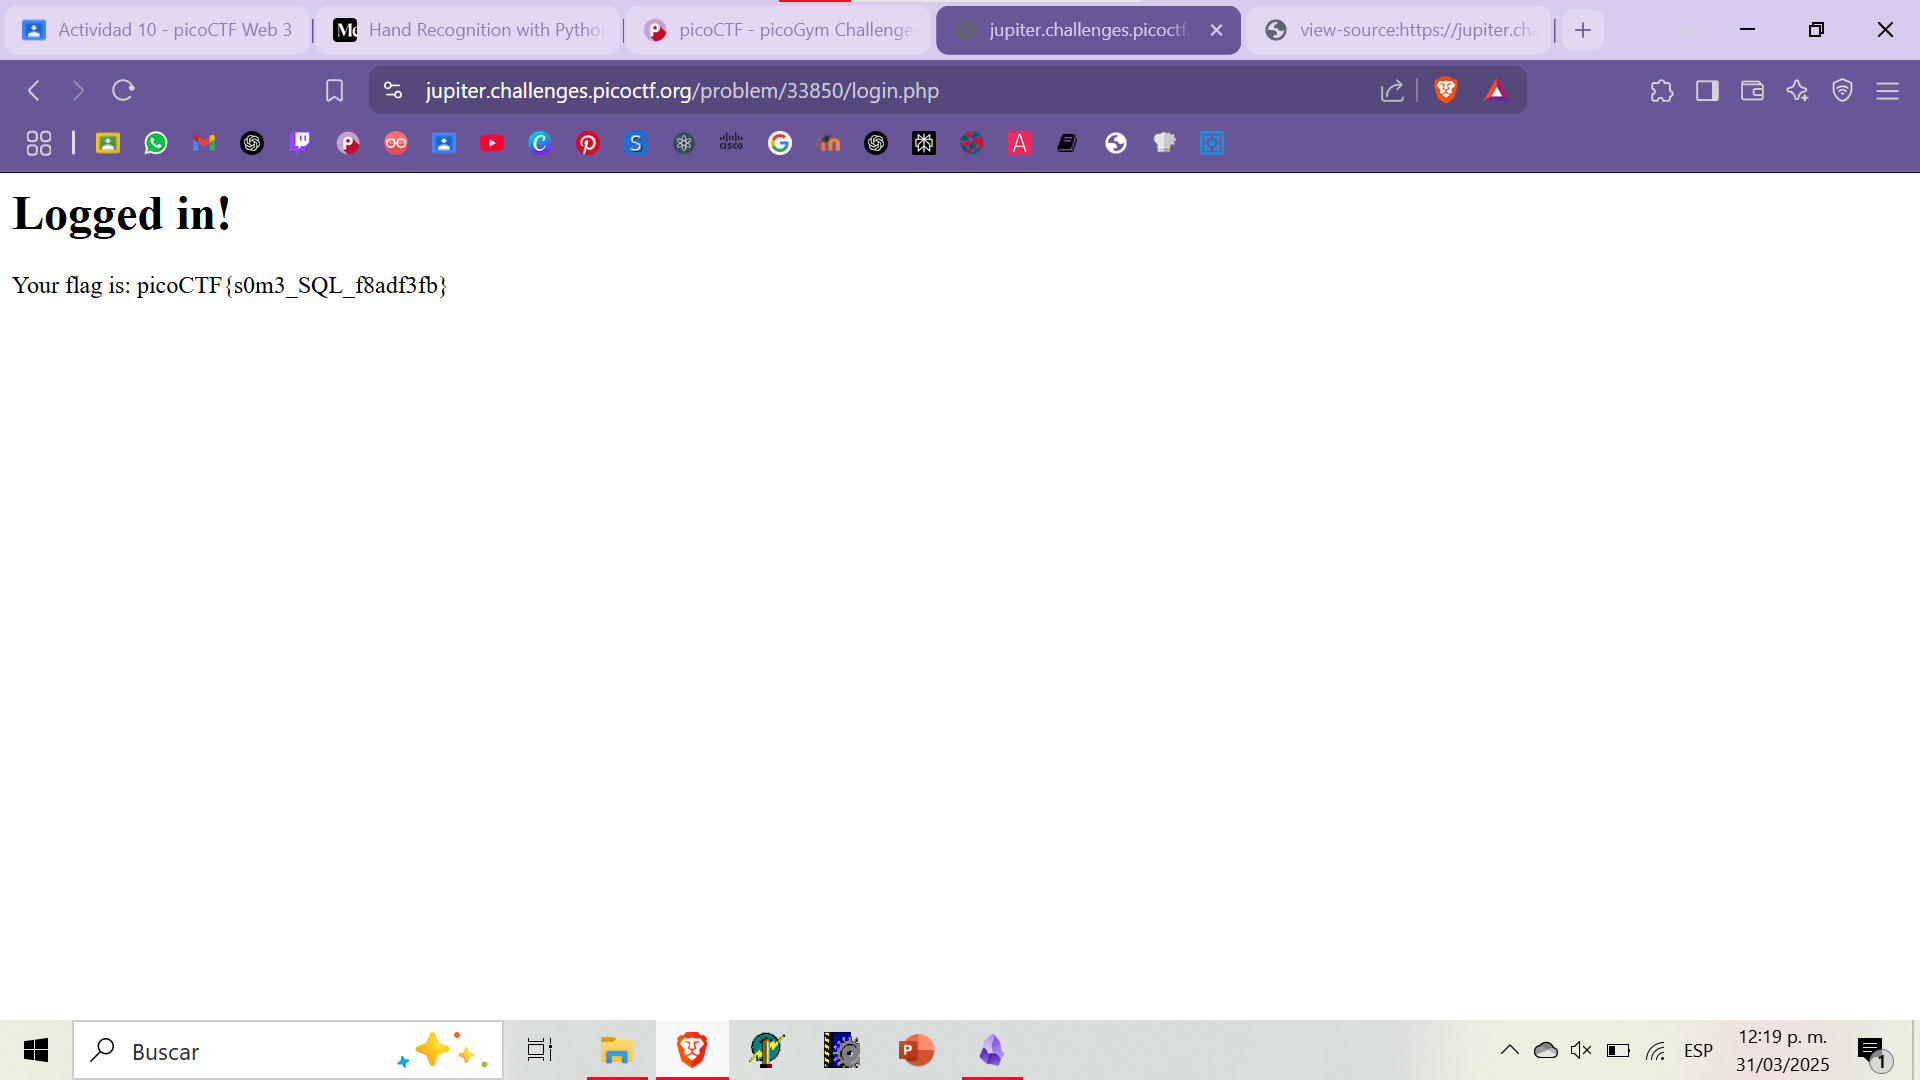 Actividad 10 - picoCTF Web 3
Hand Recognition with Pytho
picoCTF - picoGym Challenge
jupiter.challenges.picoctf.
view-source:https://jupiter.cha
jupiter.challenges.picoctf.org/problem/33850/login.php
Logged in!
Your flag is: picoCTF{s0m3_SQL_f8adf3fb}
Buscar
ESP
12:19 p. m.
31/03/2025
1